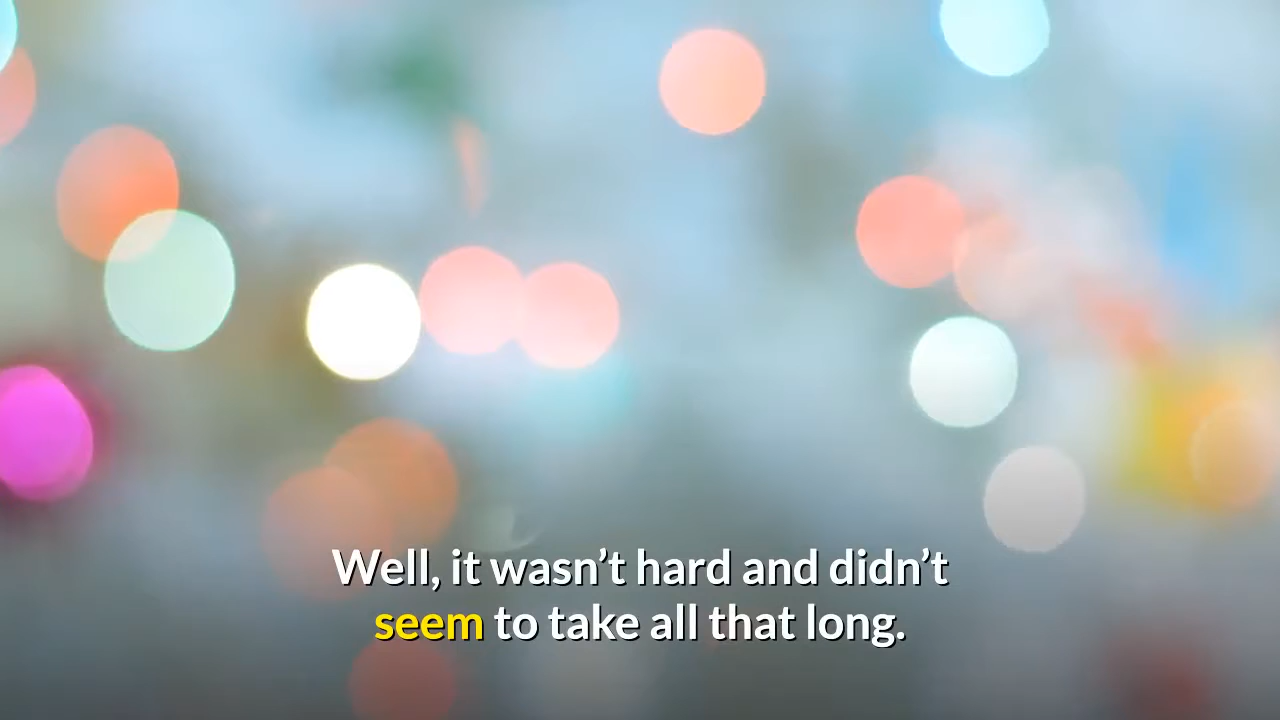 Well, it wasn’t hard and didn’t
seem to take all that long.